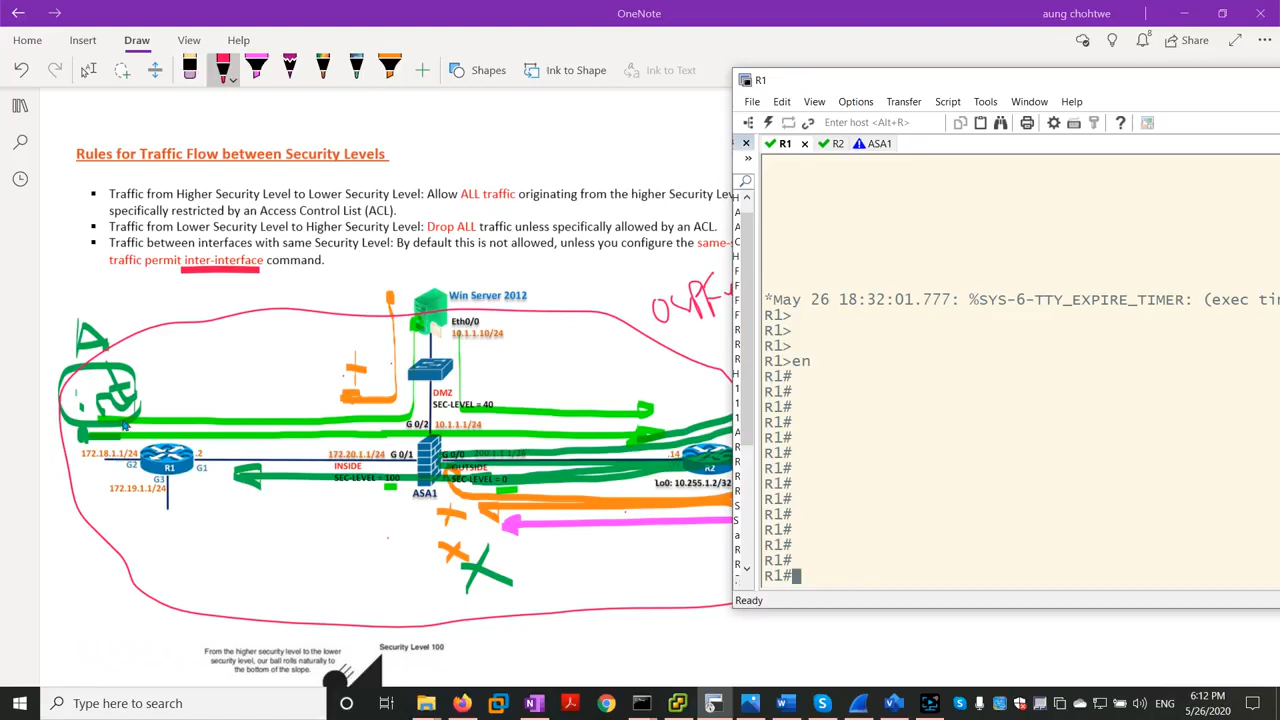 OneNote
aung chohtwe
Home
Insert
Draw
View
Help
Share
Shapes
Ink to Shape
Ink to Text
Rules for Traffic Flow between Security Levels
Traffic from Higher Security Level to Lower Security Level: Allow ALL traffic originating from the higher Security Lev
specifically restricted by an Access Control List (ACL).
Traffic from Lower Security Level to Higher Security Level: Drop ALL traffic unless specifically allowed by an ACL.
Traffic between interfaces with same Security Level: By default this is not allowed, unless you configure the same-s
traffic permit inter-interface command.
Win Server 2012
Eth0/0
10.1.1.10/24
OSPF
DMZ
SEC-LEVEL = 40
G 0/2
10.1.1.1/24
172.18.1.1/24
.2
G2
R1
G1
G3
172.19.1.1/24
172.20.1.1/24
G 0/1
INSIDE
SEC-LEVEL = 100
G 0/0
OUTSIDE
SEC-LEVEL = 0
ASA1
.14
R2
Lo0: 10.255.1.2/32
From the higher security level to the lower
security level, our ball rolls naturally to
the bottom of the slope.
Security Level 100
R1
File
Edit
View
Options
Transfer
Script
Tools
Window
Help
Enter host <Alt+R>
R1
R2
ASA1
*May 26 18:32:01.777: %SYS-6-TTY_EXPIRE_TIMER: (exec tim
R1>
R1>
R1>
R1>en
R1#
R1#
R1#
R1#
R1#
R1#
R1#
R1#
R1#
R1#
R1#
R1#
R1#
R1#
Ready
Type here to search
6:12 PM
5/26/2020